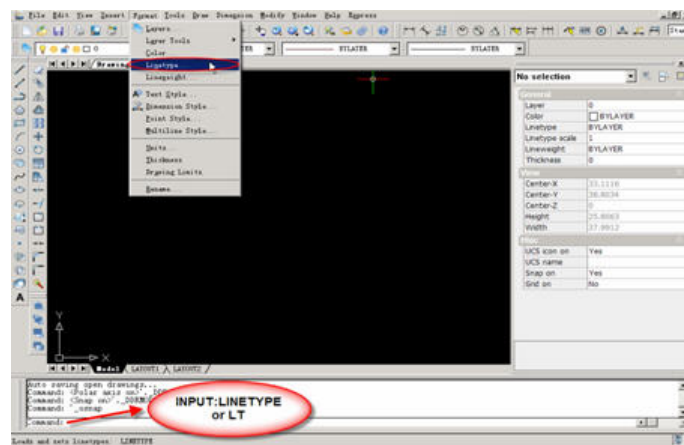 File Edit View Insert Format Tools Draw Dimension Modify Window Help Express
BYLAYER
BYLAYER
Layers
Layer Tools
Color
Linetype
Lineweight
Text Style...
Dimension Style...
Point Style...
Multiline Style...
Units...
Thickness
Drawing Limits
Rename...
No selection
General
Layer 0
Color BYLAYER
Linetype BYLAYER
Linetype scale 1
Lineweight BYLAYER
Thickness 0
View
Center-X
Center-Y
Center-Z 0
Height
Width
Misc
UCS icon on Yes
UCS name
Snap on Yes
Grid on No
Y
X
Model LAYOUT1 LAYOUT2
Auto saving open drawings...
Command: <Polar axis on>
Command: <Snap on>
Command: '_osnap
Command:
INPUT:LINETYPE
or LT
Loads and sets linetypes: LINETYPE